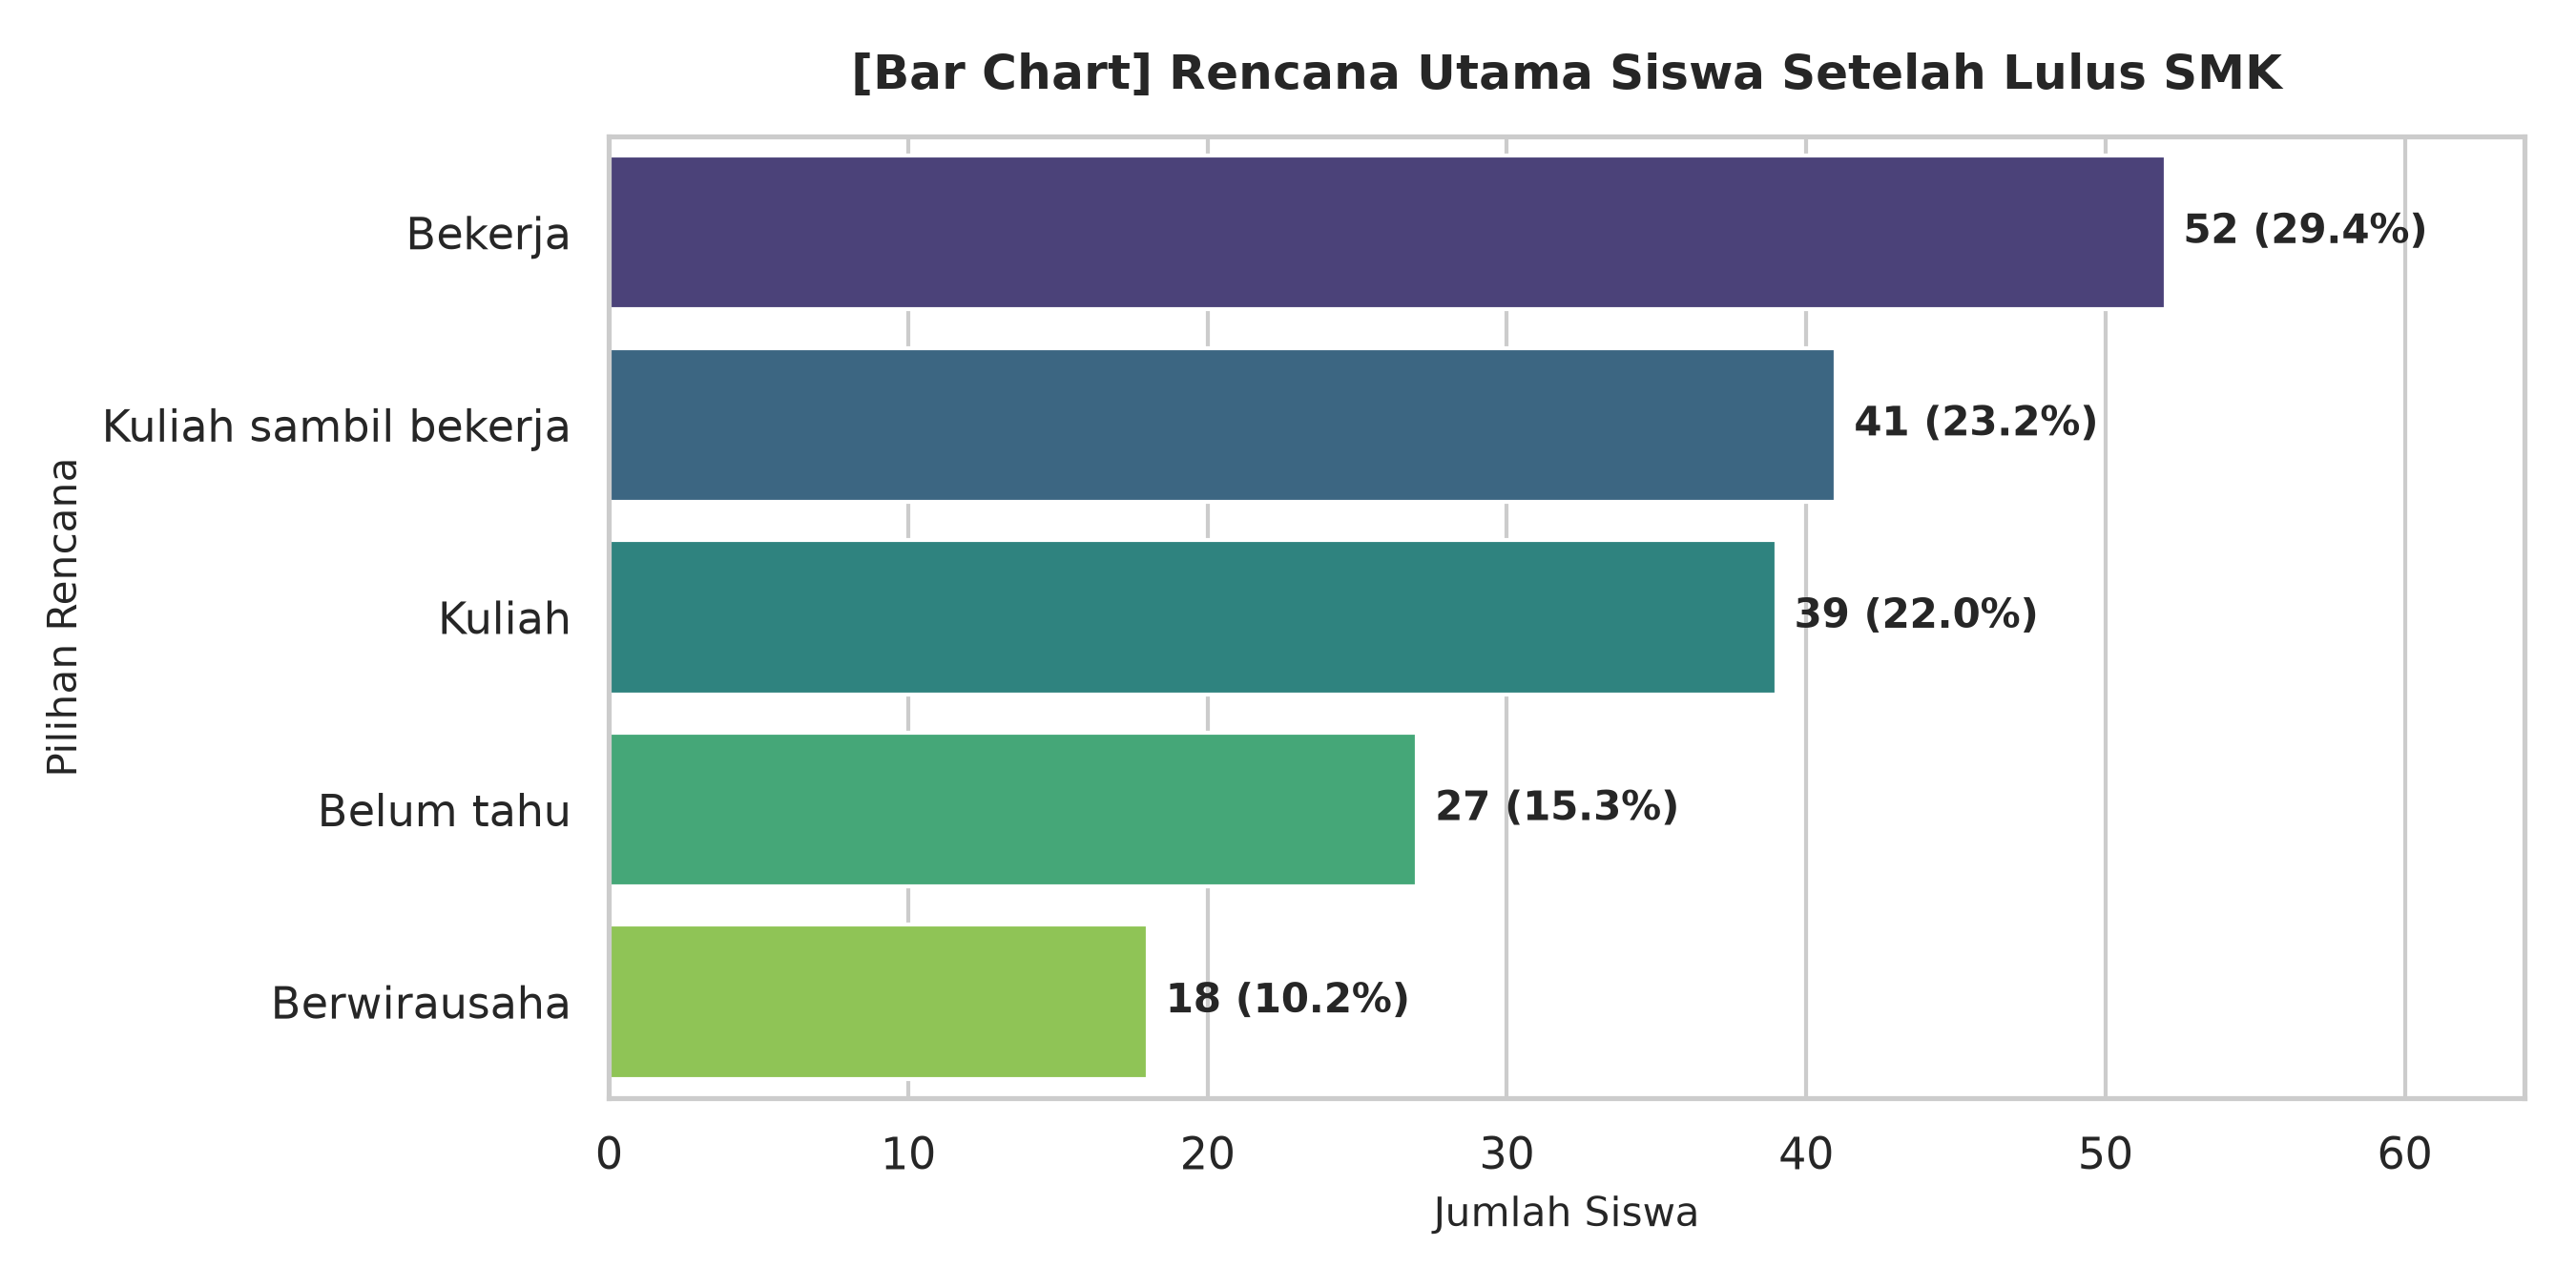 [Bar Chart] Rencana Utama Siswa Setelah Lulus SMK
Pilihan Rencana
Bekerja
52 (29.4%)
Kuliah sambil bekerja
41 (23.2%)
Kuliah
39 (22.0%)
Belum tahu
27 (15.3%)
Berwirausaha
18 (10.2%)
0 10 20 30 40 50 60
Jumlah Siswa